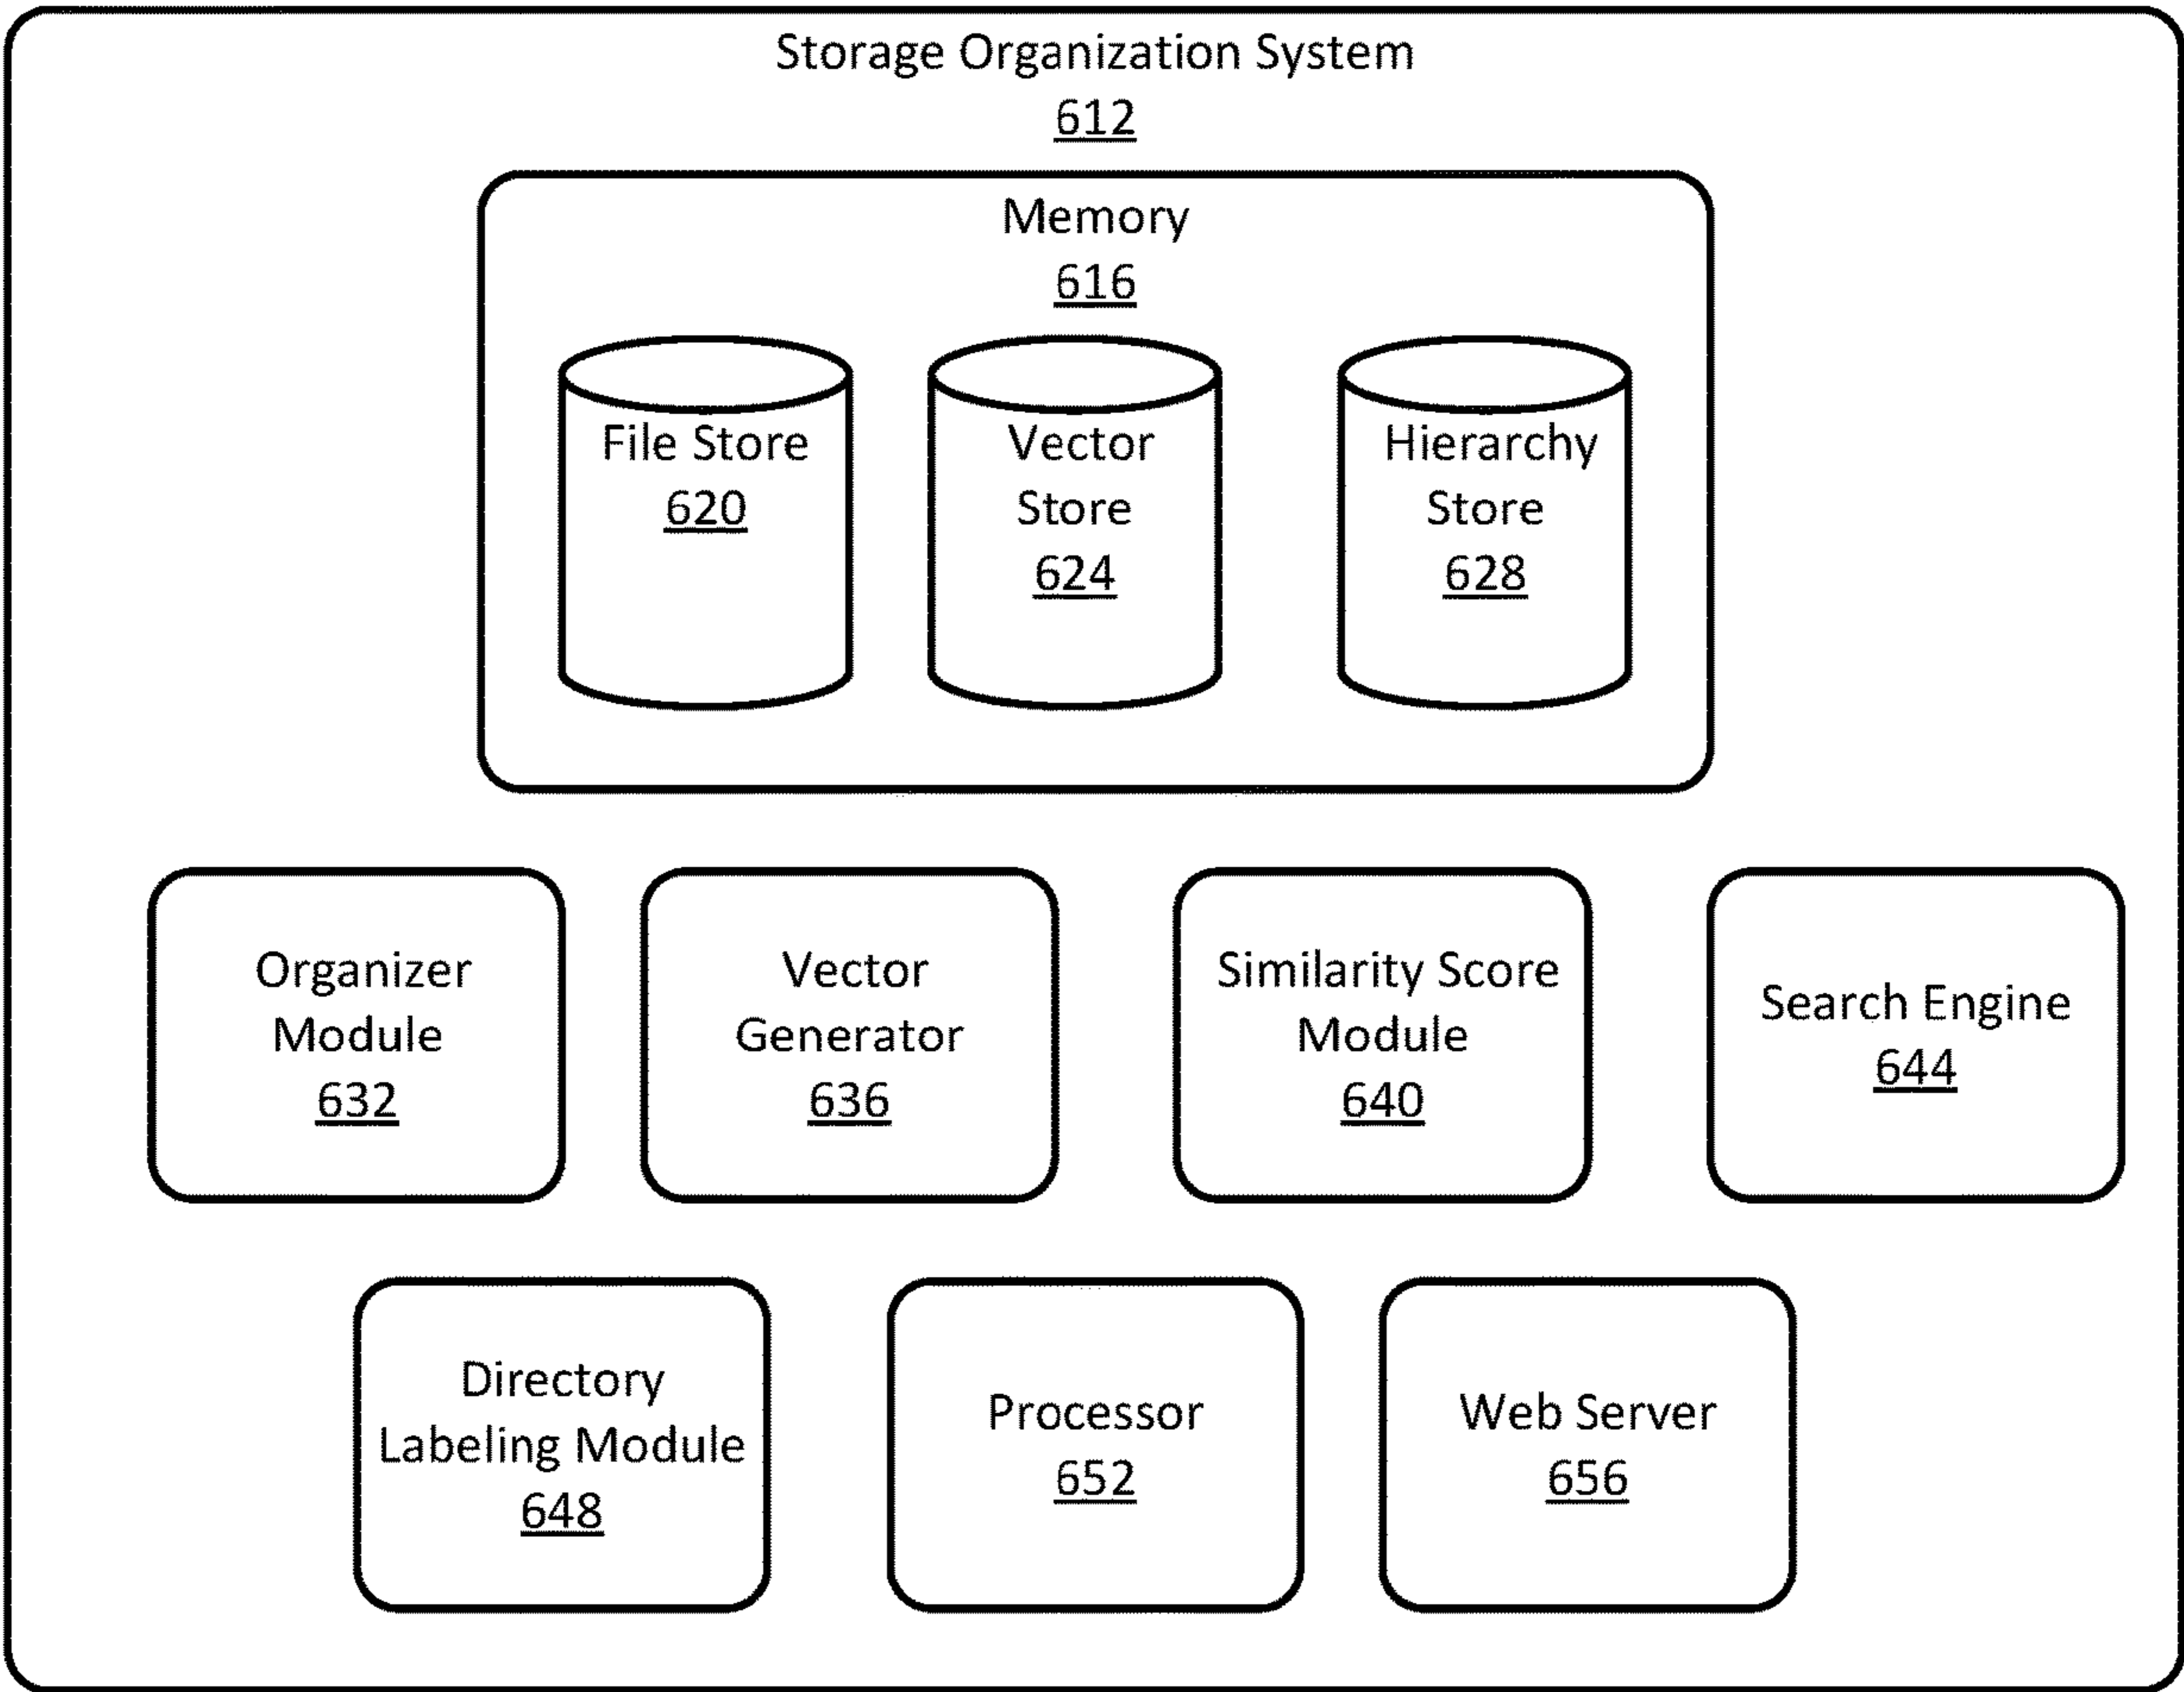 Storage Organization System
612
Memory
616
File Store
620
Vector
Store
624
Hierarchy
Store
628
Organizer
Module
632
Vector
Generator
636
Similarity Score
Module
640
Search Engine
644
Directory
Labeling Module
648
Processor
652
Web Server
656